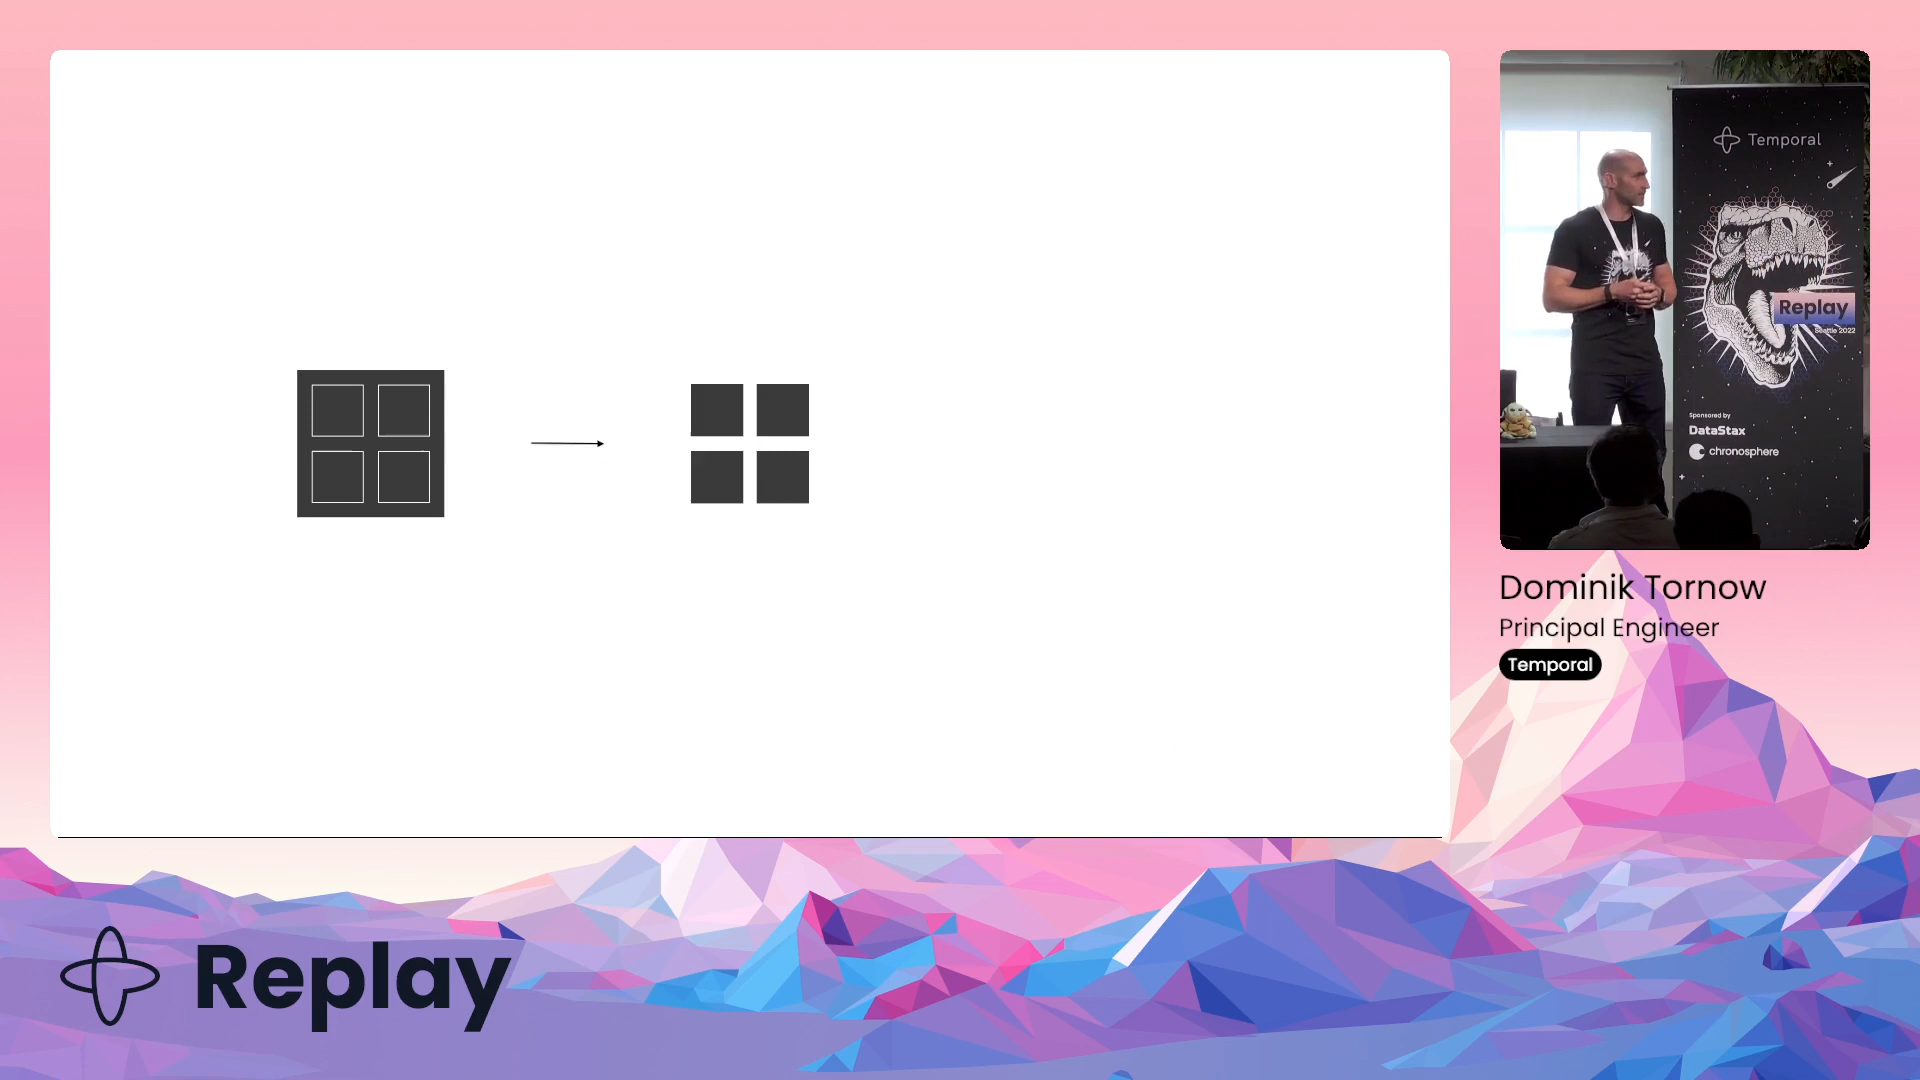 Temporal
Replay
Seattle 2022
Sponsored by
DataStax
chronosphere
Dominik Tornow
Principal Engineer
Temporal
Replay